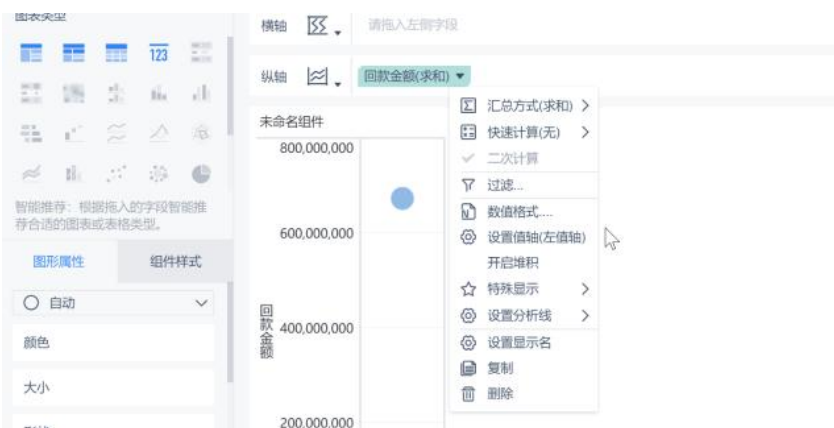 图表类型
123
智能推荐：根据拖入的字段智能推
荐合适的图表或表格类型。
图形属性
组件样式
自动
颜色
大小
横轴
请拖入左侧字段
纵轴
回款金额(求和)
未命名组件
800,000,000
600,000,000
400,000,000
200,000,000
回款金额
汇总方式(求和)
快速计算(无)
二次计算
过滤...
数值格式....
设置值轴(左值轴)
开启堆积
特殊显示
设置分析线
设置显示名
复制
删除